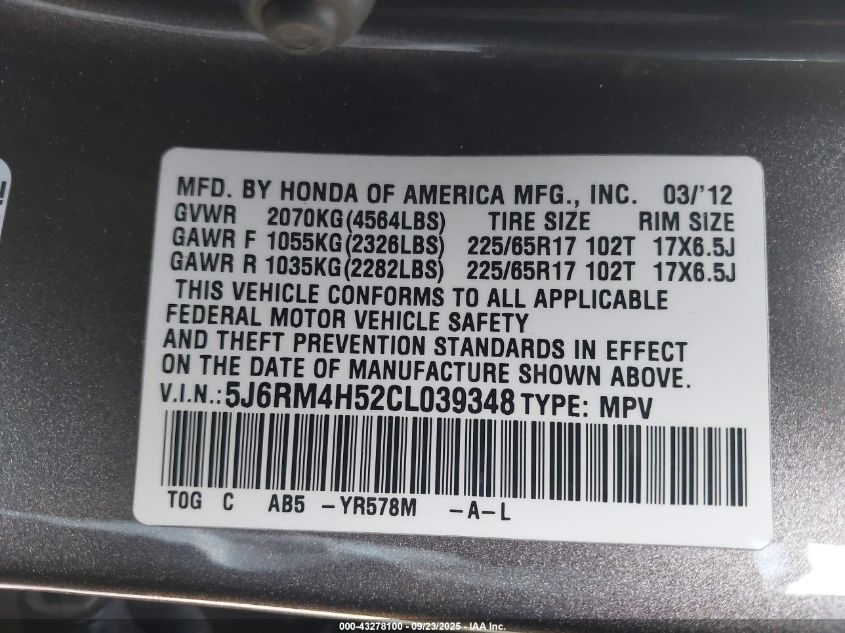 MFD. BY HONDA OF AMERICA MFG., INC. 03/'12
GVWR 2070KG(4564LBS) TIRE SIZE RIM SIZE
GAWR F 1055KG(2326LBS) 225/65R17 102T 17X6.5J
GAWR R 1035KG(2282LBS) 225/65R17 102T 17X6.5J
THIS VEHICLE CONFORMS TO ALL APPLICABLE
FEDERAL MOTOR VEHICLE SAFETY
AND THEFT PREVENTION STANDARDS IN EFFECT
ON THE DATE OF MANUFACTURE SHOWN ABOVE.
V.I.N.: 5J6RM4H52CL039348 TYPE: MPV
TOG C AB5 -YR578M -A-L
000-43278100 - 09/23/2025 - IAA Inc.